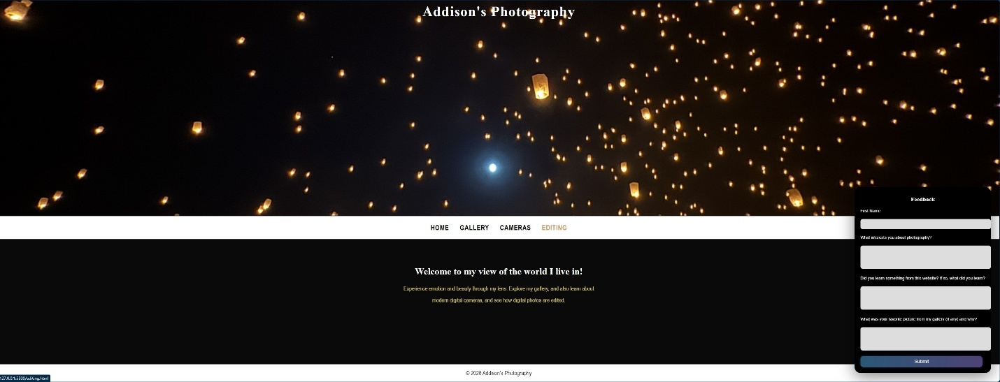 Addison's Photography
HOME GALLERY CAMERAS EDITING
Welcome to my view of the world I live in!
Experience emotion and beauty through my lens. Explore my gallery, and also learn about
modern digital cameras, and see how digital photos are edited.
Feedback
First Name
What interests you about photography?
Did you learn something from this website? If so, what did you learn?
What was your favorite picture from my gallery (if any) and why?
Submit
© 2026 Addison's Photography
127.0.0.1:5500/editing.html